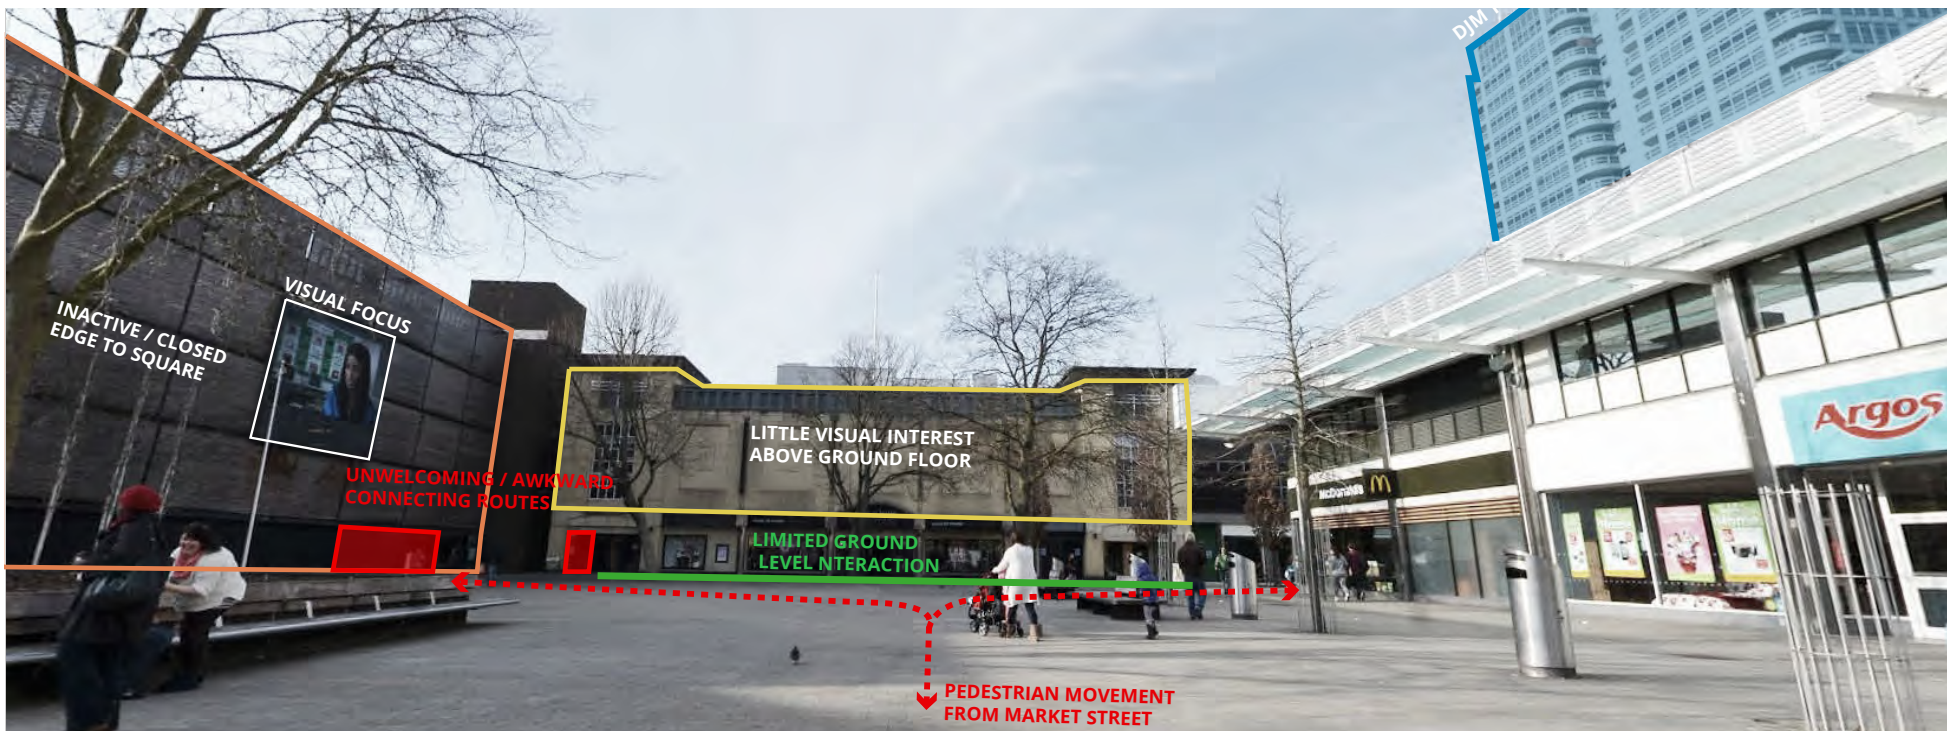 DJM
VISUAL FOCUS
INACTIVE / CLOSED
EDGE TO SQUARE
LITTLE VISUAL INTEREST
ABOVE GROUND FLOOR
Argos
UNWELCOMING / AWKWARD
CONNECTING ROUTES
McDonald's
LIMITED GROUND
LEVEL NTERACTION
PEDESTRIAN MOVEMENT
FROM MARKET STREET